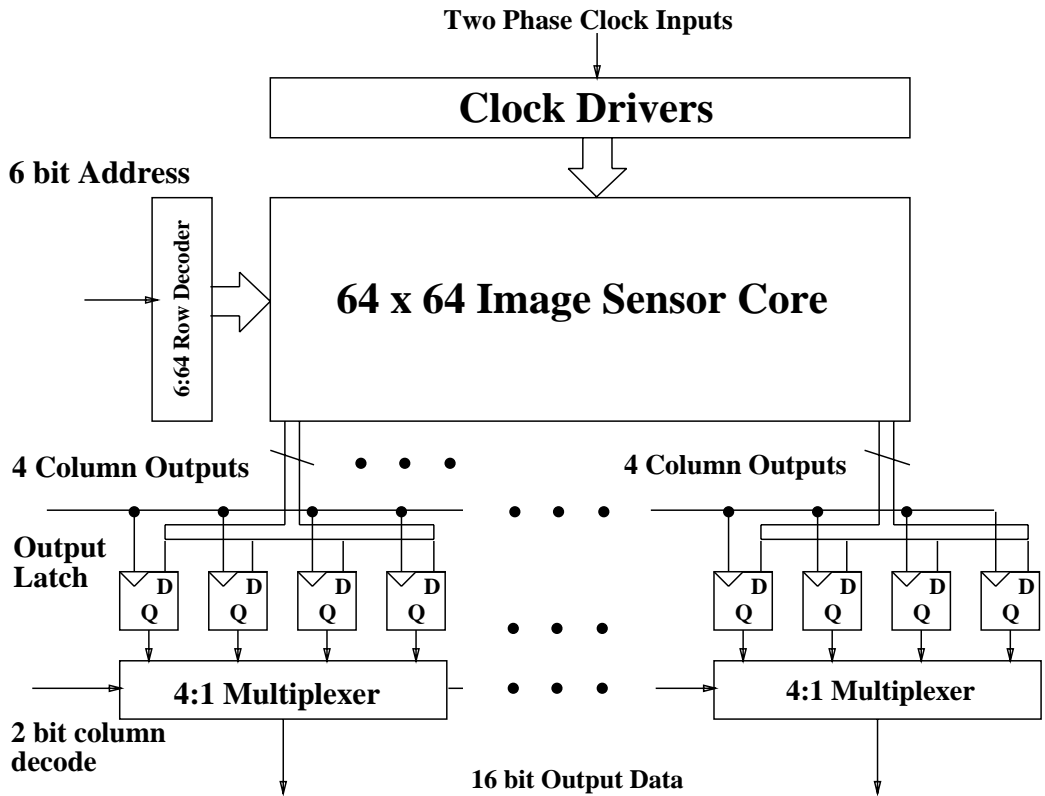 Two Phase Clock Inputs
Clock Drivers
6 bit Address
6:64 Row Decoder
64 x 64 Image Sensor Core
4 Column Outputs
4 Column Outputs
Output
Latch
D
Q
D
Q
D
Q
D
Q
D
Q
D
Q
D
Q
D
Q
4:1 Multiplexer
4:1 Multiplexer
2 bit column
decode
16 bit Output Data